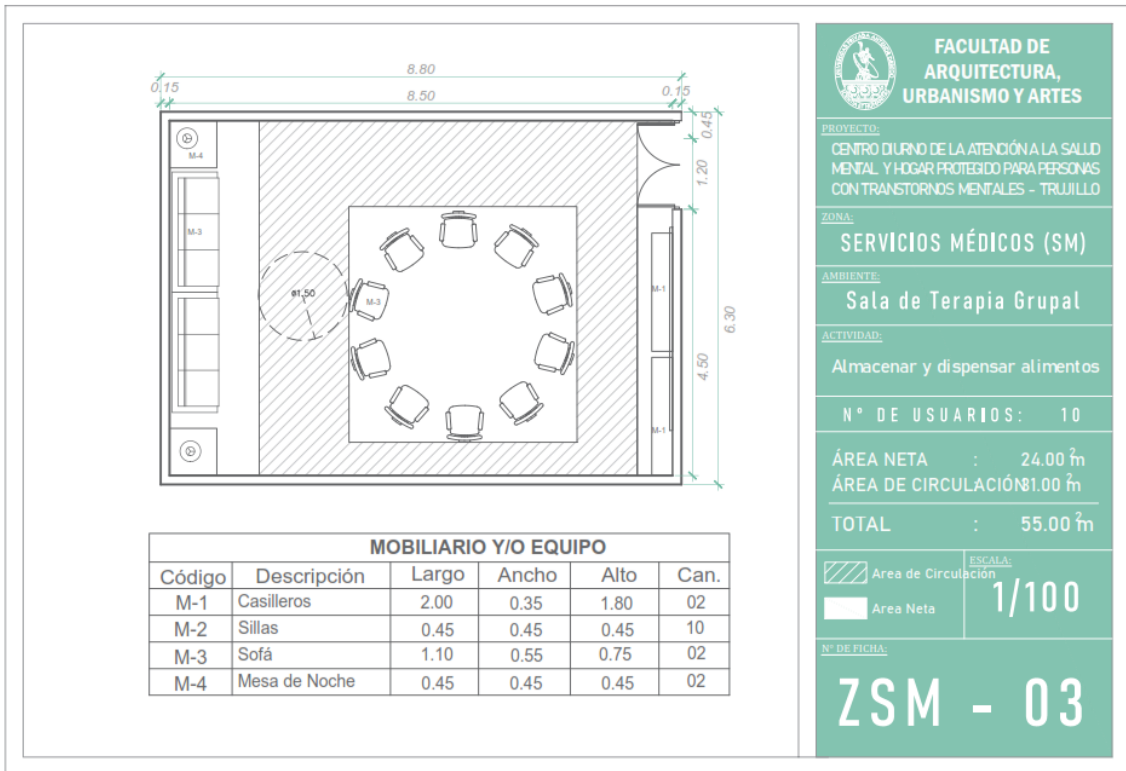 8.80
0.15
8.50
0.15
0.45
1.20
6.30
4.50
M-4
M-3
ø1,50
M-3
M-1
M-1
MOBILIARIO Y/O EQUIPO
Código Descripción Largo Ancho Alto Can.
M-1 Casilleros 2.00 0.35 1.80 02
M-2 Sillas 0.45 0.45 0.45 10
M-3 Sofá 1.10 0.55 0.75 02
M-4 Mesa de Noche 0.45 0.45 0.45 02
FACULTAD DE
ARQUITECTURA,
URBANISMO Y ARTES
PROYECTO:
CENTRO DIURNO DE LA ATENCIÓN A LA SALUD
MENTAL Y HOGAR PROTEGIDO PARA PERSONAS
CON TRANSTORNOS MENTALES - TRUJILLO
ZONA:
SERVICIOS MÉDICOS (SM)
AMBIENTE:
Sala de Terapia Grupal
ACTIVIDAD:
Almacenar y dispensar alimentos
Nº DE USUARIOS: 10
ÁREA NETA : 24.00 m²
ÁREA DE CIRCULACIÓN: 31.00 m²
TOTAL : 55.00 m²
Area de Circulación
Area Neta
ESCALA:
1/100
Nº DE FICHA:
ZSM - 03